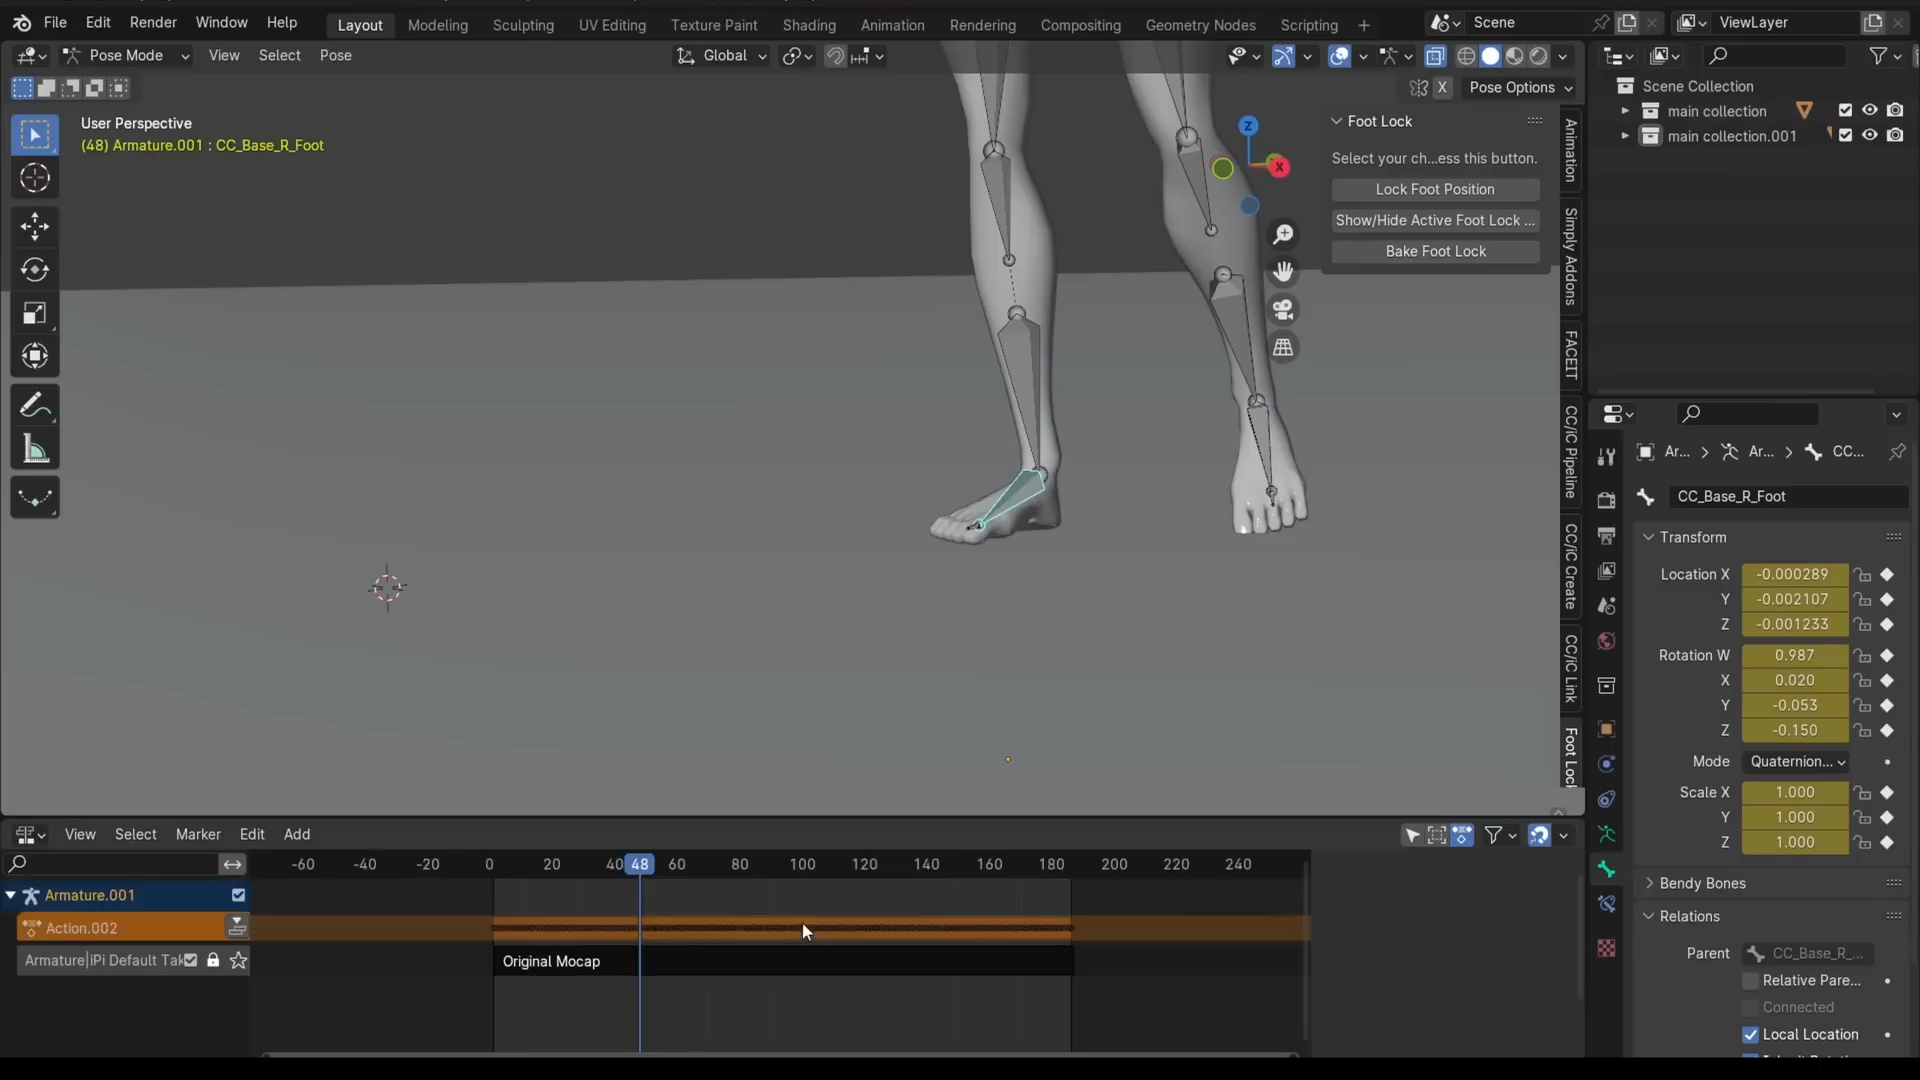 File Edit Render Window Help
Layout Modeling Sculpting UV Editing Texture Paint Shading Animation Rendering Compositing Geometry Nodes Scripting +
Scene
ViewLayer
Pose Mode View Select Pose
Global
X Pose Options
User Perspective
(48) Armature.001 : CC_Base_R_Foot
Foot Lock
Select your ch...ess this button.
Lock Foot Position
Show/Hide Active Foot Lock ...
Bake Foot Lock
Z
X
Animation
Simply Addons
FACEIT
CC/iC Pipeline
CC/iC Create
CC/iC Link
Foot Lock
Scene Collection
main collection
main collection.001
Ar... > Ar... > CC...
CC_Base_R_Foot
Transform
Location X -0.000289
Y -0.002107
Z -0.001233
Rotation W 0.987
X 0.020
Y -0.053
Z -0.150
Mode Quaternion...
Scale X 1.000
Y 1.000
Z 1.000
Bendy Bones
Relations
Parent CC_Base_R_...
Relative Pare...
Connected
Local Location
View Select Marker Edit Add
-60 -40 -20 0 20 40 48 60 80 100 120 140 160 180 200 220 240
Armature.001
Action.002
Armature|iPi Default Tak
Original Mocap